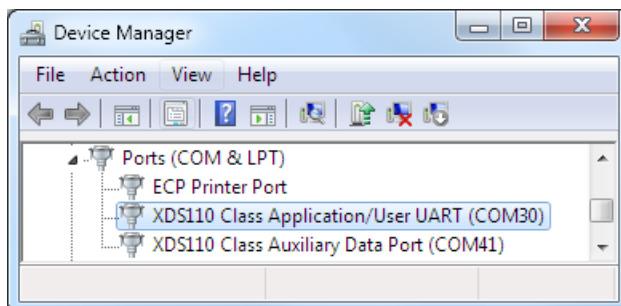 Device Manager
File Action View Help
Ports (COM & LPT)
ECP Printer Port
XDS110 Class Application/User UART (COM30)
XDS110 Class Auxiliary Data Port (COM41)